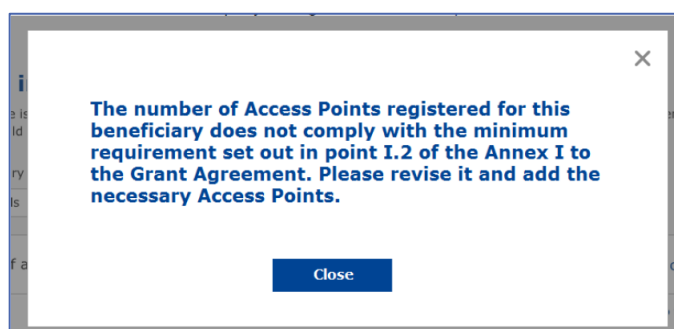 The number of Access Points registered for this
beneficiary does not comply with the minimum
requirement set out in point I.2 of the Annex I to
the Grant Agreement. Please revise it and add the
necessary Access Points.
Close